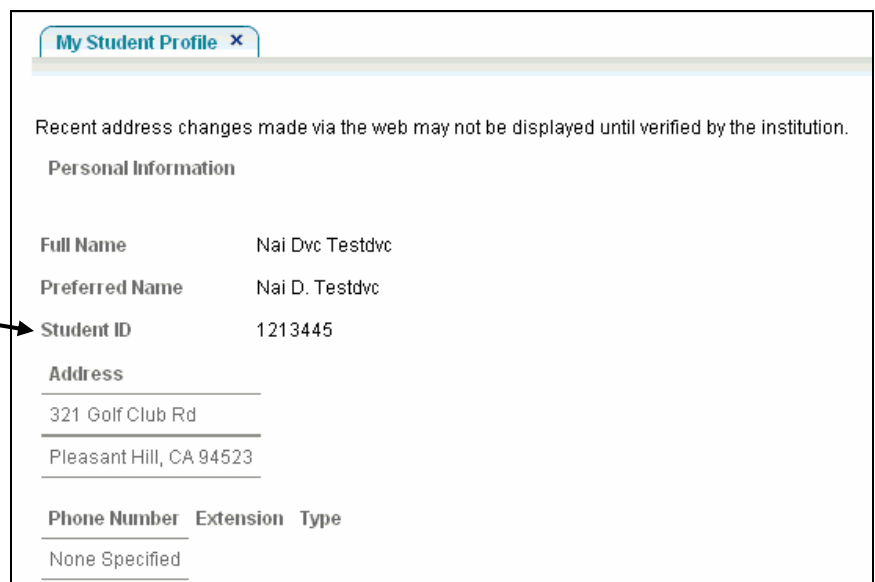 My Student Profile ×
Recent address changes made via the web may not be displayed until verified by the institution.
Personal Information
Full Name Nai Dvc Testdvc
Preferred Name Nai D. Testdvc
Student ID 1213445
Address
321 Golf Club Rd
Pleasant Hill, CA 94523
Phone Number Extension Type
None Specified